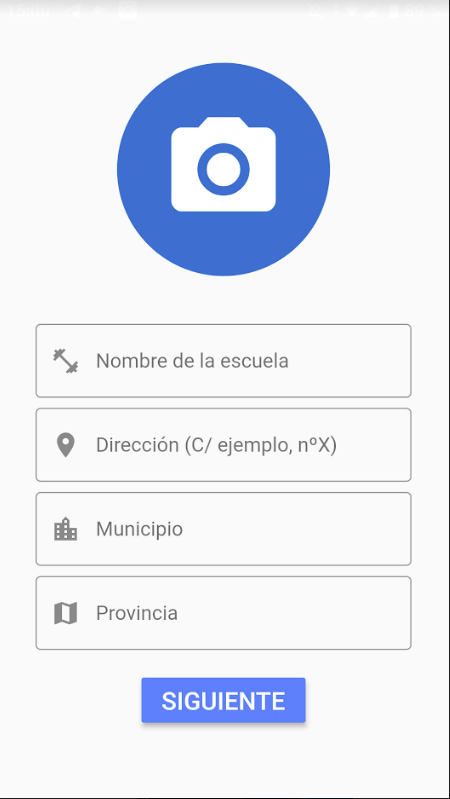 Nombre de la escuela
Dirección (C/ ejemplo, nºX)
Municipio
Provincia
SIGUIENTE